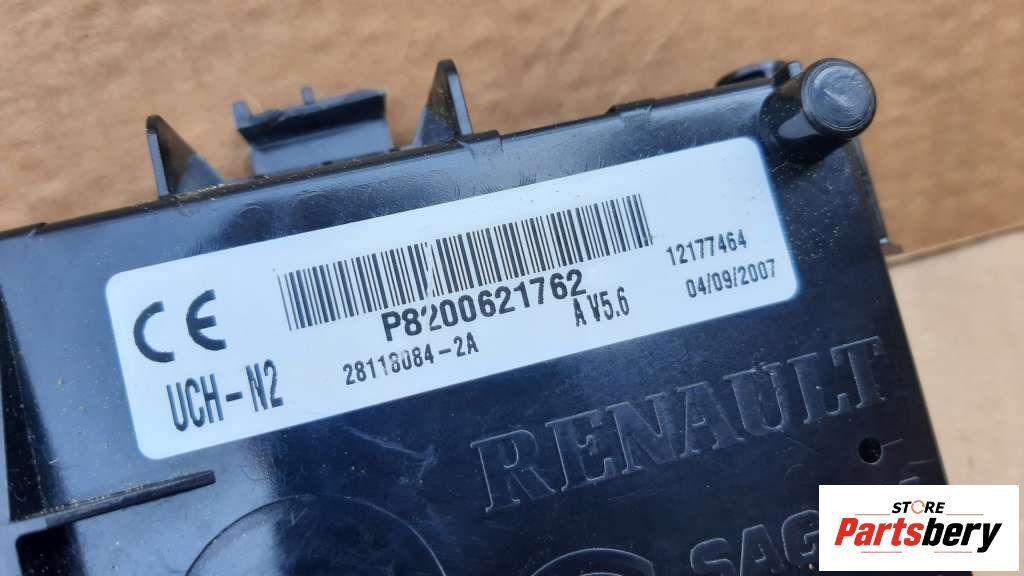 CE
P8200621762
12177464
28118084-2A
A V5.6
04/09/2007
UCH-N2
RENAULT
STORE
Partsbery